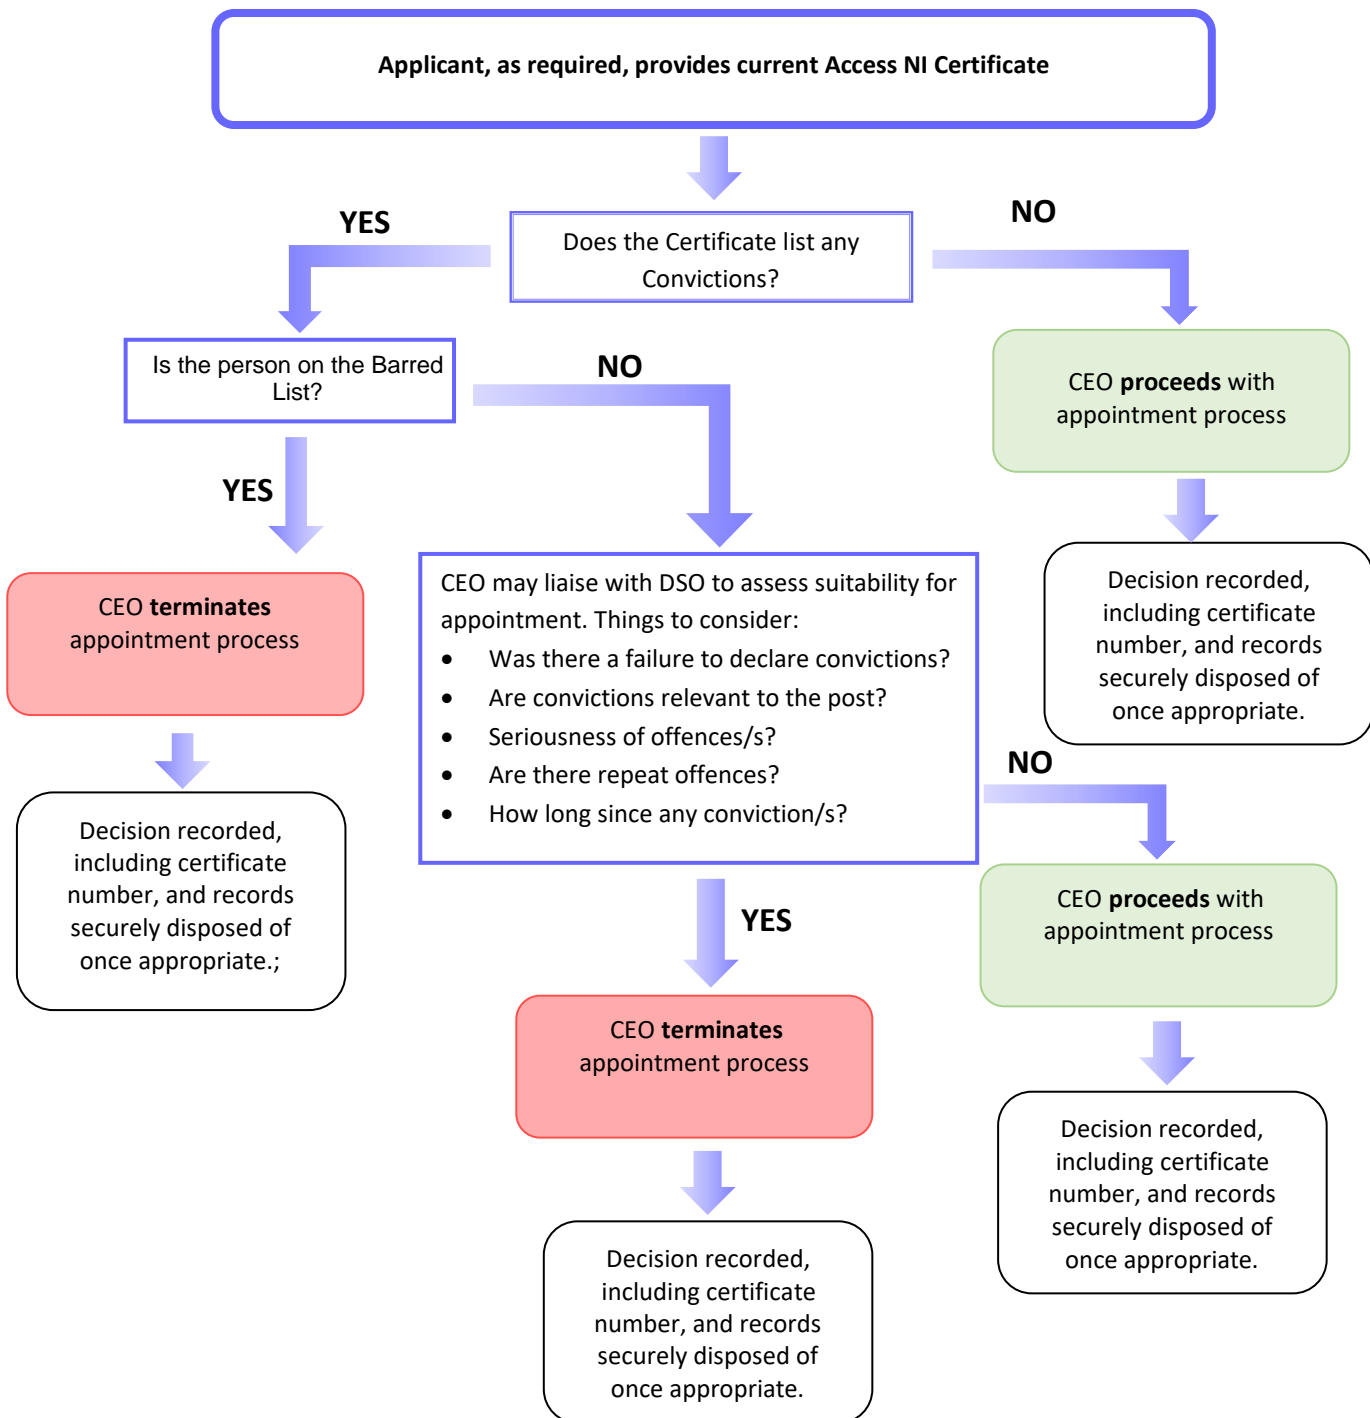 Applicant, as required, provides current Access NI Certificate
YES
NO
Does the Certificate list any
Convictions?
Is the person on the Barred
List?
NO
CEO proceeds with
appointment process
YES
Decision recorded,
including certificate
number, and records
securely disposed of
once appropriate.
CEO terminates
appointment process
CEO may liaise with DSO to assess suitability for
appointment. Things to consider:
• Was there a failure to declare convictions?
• Are convictions relevant to the post?
• Seriousness of offences/s?
• Are there repeat offences?
• How long since any conviction/s?
NO
Decision recorded,
including certificate
number, and records
securely disposed of
once appropriate.;
YES
CEO proceeds with
appointment process
CEO terminates
appointment process
Decision recorded,
including certificate
number, and records
securely disposed of
once appropriate.
Decision recorded,
including certificate
number, and records
securely disposed of
once appropriate.